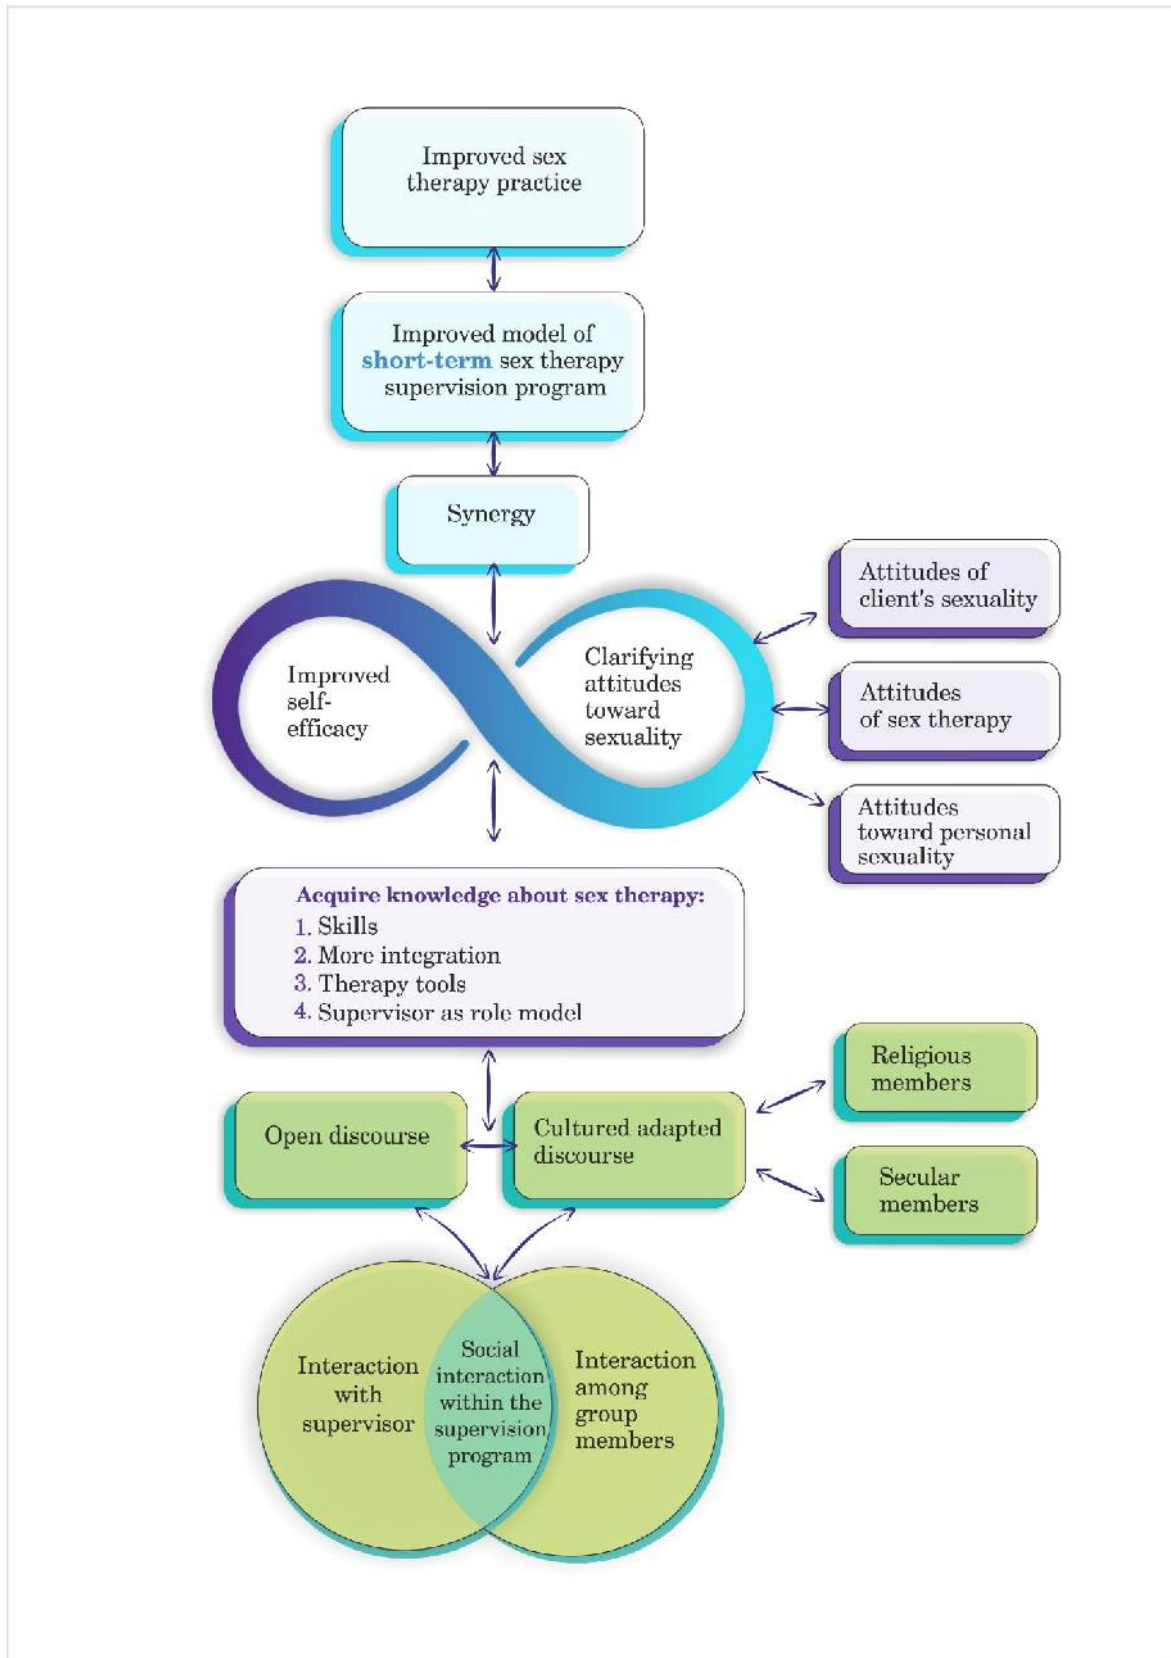 Improved sex
therapy practice
Improved model of
short-term sex therapy
supervision program
Synergy
Improved
self-
efficacy
Clarifying
attitudes
toward
sexuality
Attitudes of
client's sexuality
Attitudes
of sex therapy
Attitudes
toward personal
sexuality
Acquire knowledge about sex therapy:
1. Skills
2. More integration
3. Therapy tools
4. Supervisor as role model
Open discourse
Cultured adapted
discourse
Religious
members
Secular
members
Interaction
with
supervisor
Social
interaction
within the
supervision
program
Interaction
among
group
members